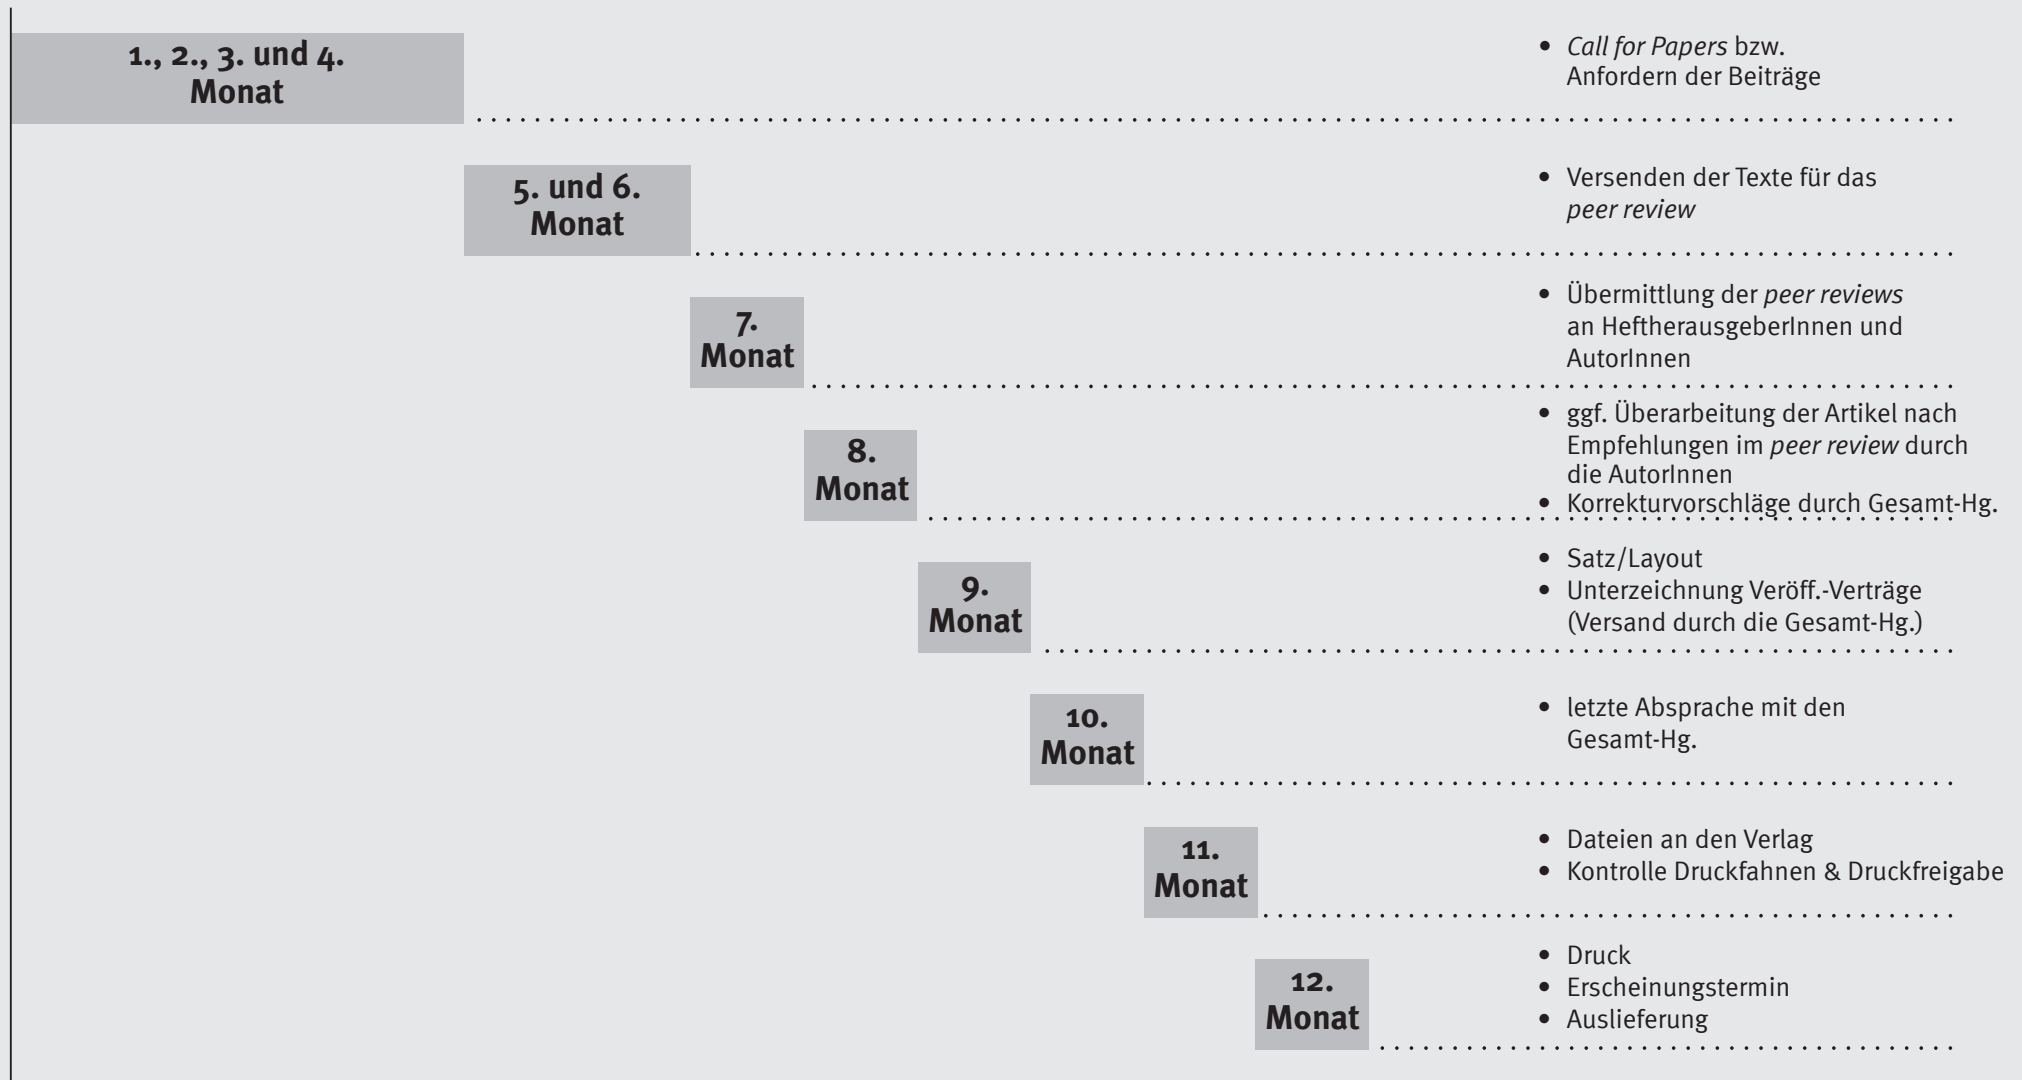 1., 2., 3. und 4.
Monat
• Call for Papers bzw.
Anfordern der Beiträge
5. und 6.
Monat
• Versenden der Texte für das
peer review
7.
Monat
• Übermittlung der peer reviews
an HeftherausgeberInnen und
AutorInnen
8.
Monat
• ggf. Überarbeitung der Artikel nach
Empfehlungen im peer review durch
die AutorInnen
• Korrekturvorschläge durch Gesamt-Hg.
9.
Monat
• Satz/Layout
• Unterzeichnung Veröff.-Verträge
(Versand durch die Gesamt-Hg.)
10.
Monat
• letzte Absprache mit den
Gesamt-Hg.
11.
Monat
• Dateien an den Verlag
• Kontrolle Druckfahnen & Druckfreigabe
12.
Monat
• Druck
• Erscheinungstermin
• Auslieferung